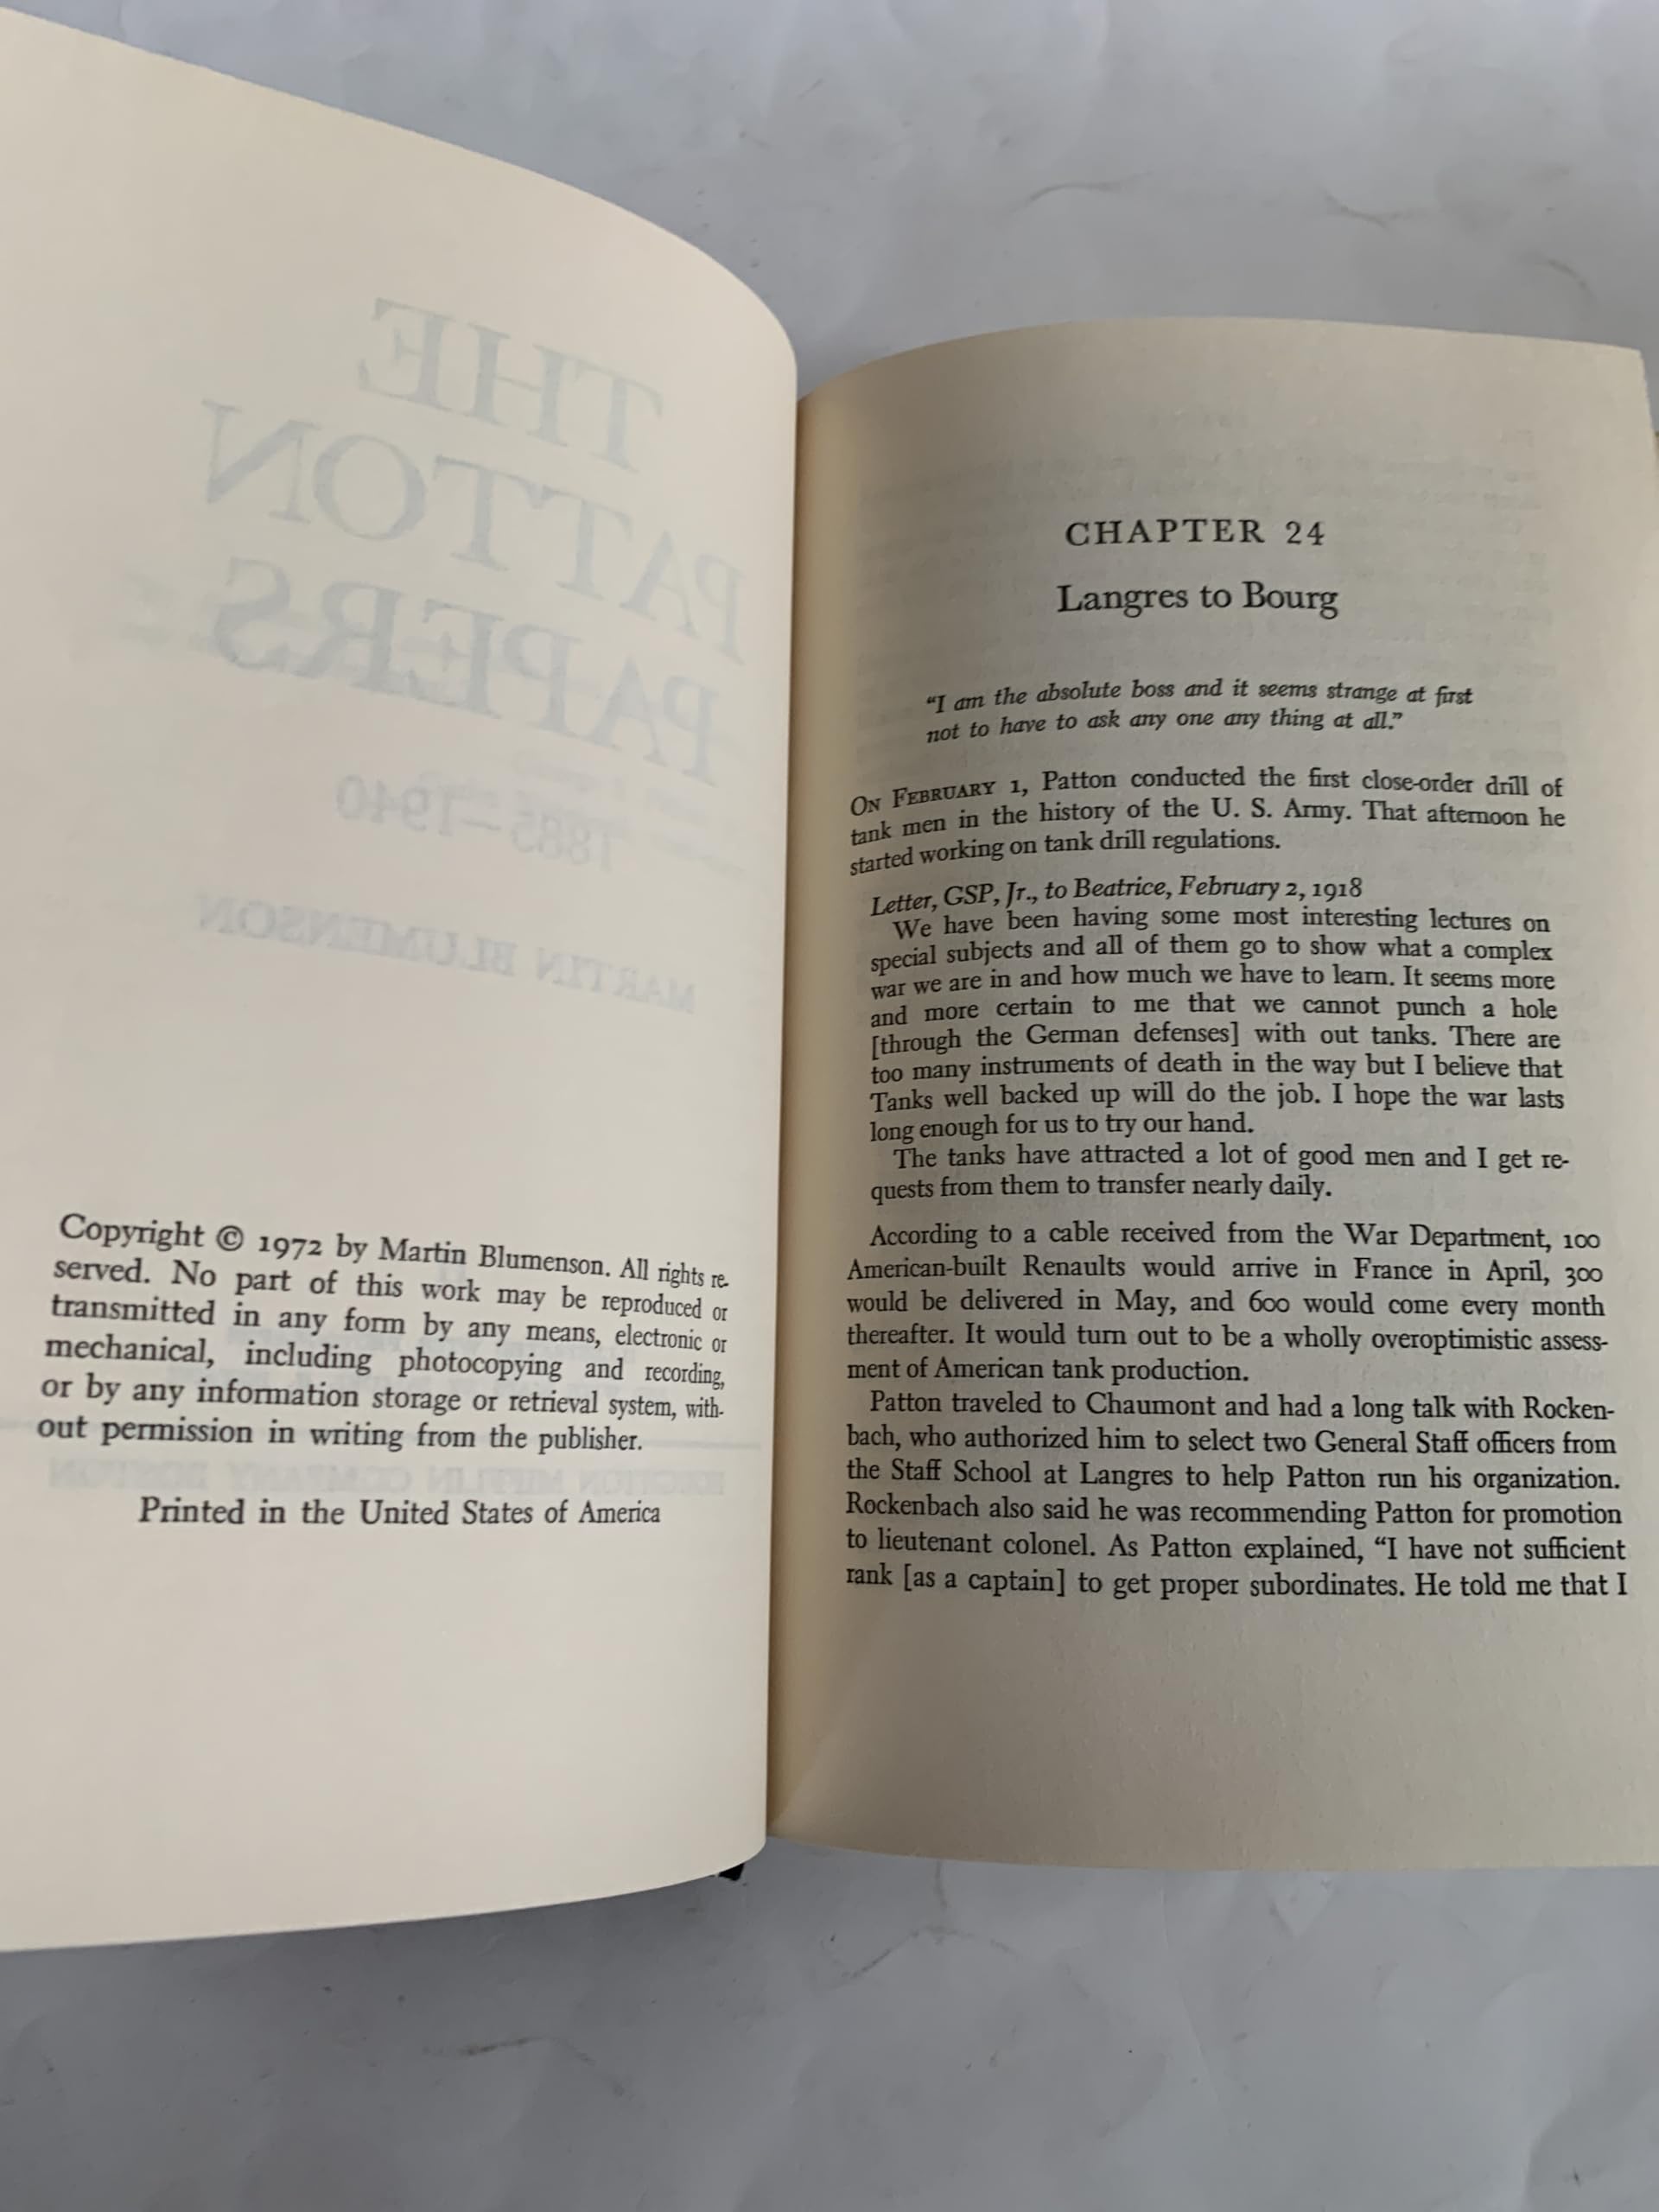 THE
PATTON
PAPERS
1885–1940
MARTIN BLUMENSON
Copyright © 1972 by Martin Blumenson. All rights re-
served. No part of this work may be reproduced or
transmitted in any form by any means, electronic or
mechanical, including photocopying and recording,
or by any information storage or retrieval system, with-
out permission in writing from the publisher.
HOUGHTON MIFFLIN COMPANY BOSTON
Printed in the United States of America
CHAPTER 24
Langres to Bourg
“I am the absolute boss and it seems strange at first
not to have to ask any one any thing at all.”
ON FEBRUARY 1, Patton conducted the first close-order drill of
tank men in the history of the U. S. Army. That afternoon he
started working on tank drill regulations.
Letter, GSP, Jr., to Beatrice, February 2, 1918
We have been having some most interesting lectures on
special subjects and all of them go to show what a complex
war we are in and how much we have to learn. It seems more
and more certain to me that we cannot punch a hole
[through the German defenses] with out tanks. There are
too many instruments of death in the way but I believe that
Tanks well backed up will do the job. I hope the war lasts
long enough for us to try our hand.
The tanks have attracted a lot of good men and I get re-
quests from them to transfer nearly daily.
According to a cable received from the War Department, 100
American-built Renaults would arrive in France in April, 300
would be delivered in May, and 600 would come every month
thereafter. It would turn out to be a wholly overoptimistic assess-
ment of American tank production.
Patton traveled to Chaumont and had a long talk with Rocken-
bach, who authorized him to select two General Staff officers from
the Staff School at Langres to help Patton run his organization.
Rockenbach also said he was recommending Patton for promotion
to lieutenant colonel. As Patton explained, “I have not sufficient
rank [as a captain] to get proper subordinates. He told me that I